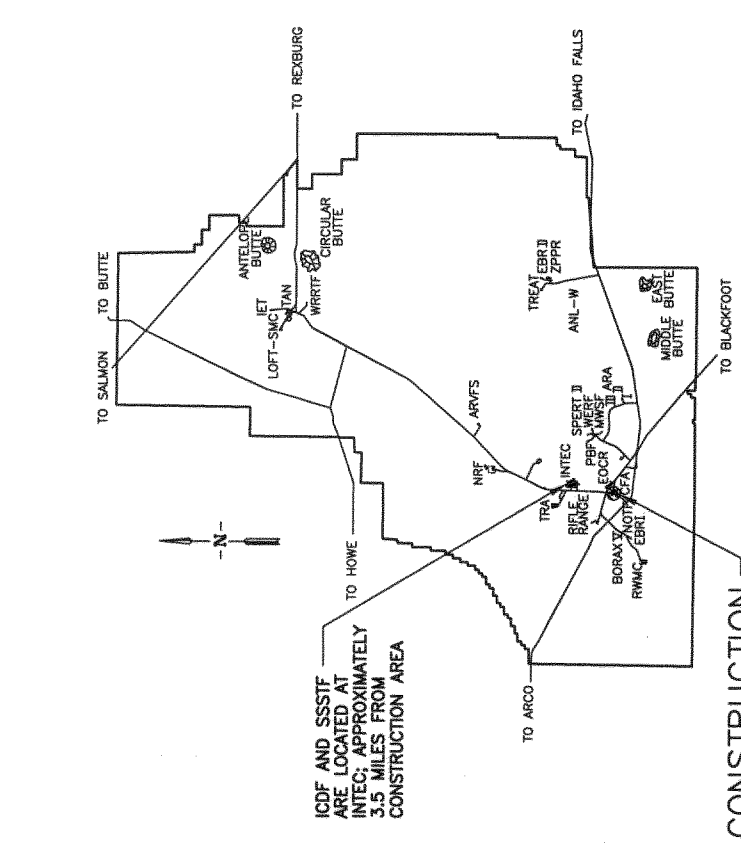 TO SALMON
TO BUTTE
TO REXBURG
ANTELOPE
BUTTE
CIRCULAR
BUTTE
IET
LOFT-SMC
TAN
WRRTF
-N-
TO HOWE
ARVFS
NRF
TO IDAHO FALLS
TREAT
EBR II
ZPPR
ANL-W
EAST
BUTTE
MIDDLE
BUTTE
TO BLACKFOOT
ARA
III
II
I
SPERT II
WERF
MWSF
PBF
EOCR
INTEC
TRA
RIFLE
RANGE
CFA
NOTF
EBRI
BORAX V
RWMC
TO ARCO
ICDF AND SSSTF
ARE LOCATED AT
INTEC; APPROXIMATELY
3.5 MILES FROM
CONSTRUCTION AREA
CONSTRUCTION